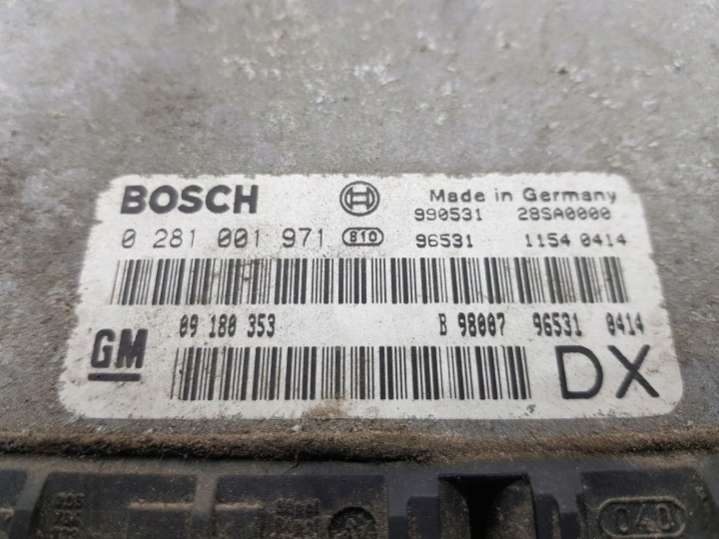 BOSCH
Made in Germany
990531 28SA0000
0 281 001 971 810
96531 1154 0414
GM
09 180 353
B 98007 96531 0414
DX
040